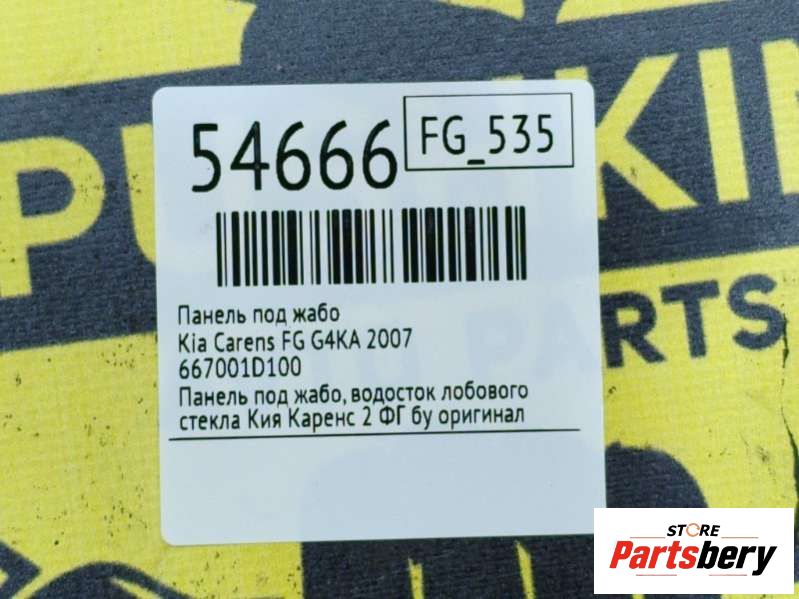 54666
FG_535
Панель под жабо
Kia Carens FG G4KA 2007
667001D100
Панель под жабо, водосток лобового
стекла Кия Каренс 2 ФГ бу оригинал
PARTS
STORE
Partsbery